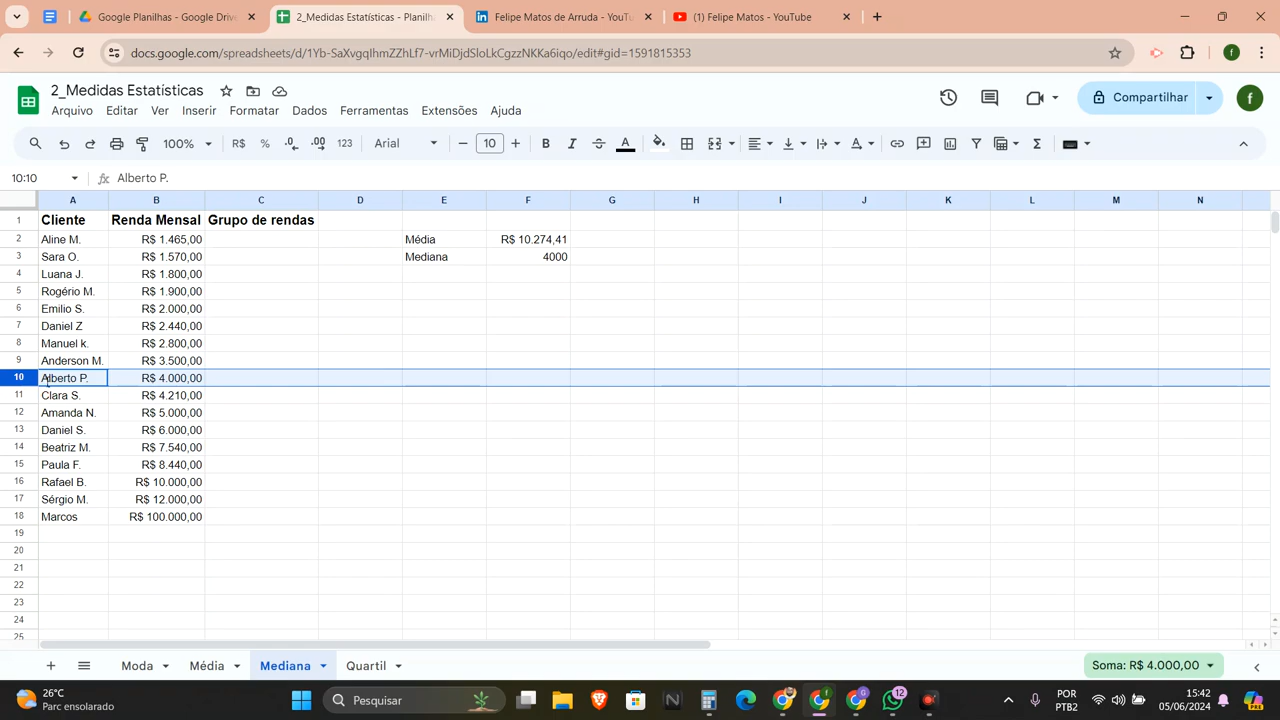 Google Planilhas - Google Drive
2_Medidas Estatísticas - Planilh
Felipe Matos de Arruda - YouTu
(1) Felipe Matos - YouTube
docs.google.com/spreadsheets/d/1Yb-SaXvgqIhmZZhLf7-vrMiDjdSloLkCgzzNKKa6iqo/edit#gid=1591815353
f
2_Medidas Estatísticas
Arquivo Editar Ver Inserir Formatar Dados Ferramentas Extensões Ajuda
Compartilhar
f
100% R$ % .0 .00 123 Arial 10 B I S A
10:10 fx Alberto P.
A B C D E F G H I J K L M N
1 Cliente Renda Mensal Grupo de rendas
2 Aline M. R$ 1.465,00 Média R$ 10.274,41
3 Sara O. R$ 1.570,00 Mediana 4000
4 Luana J. R$ 1.800,00
5 Rogério M. R$ 1.900,00
6 Emilio S. R$ 2.000,00
7 Daniel Z R$ 2.440,00
8 Manuel k. R$ 2.800,00
9 Anderson M. R$ 3.500,00
10 Alberto P. R$ 4.000,00
11 Clara S. R$ 4.210,00
12 Amanda N. R$ 5.000,00
13 Daniel S. R$ 6.000,00
14 Beatriz M. R$ 7.540,00
15 Paula F. R$ 8.440,00
16 Rafael B. R$ 10.000,00
17 Sérgio M. R$ 12.000,00
18 Marcos R$ 100.000,00
19
20
21
22
23
24
25
Moda Média Mediana Quartil Soma: R$ 4.000,00
26°C
Parc ensolarado
Pesquisar
12
POR
PTB2
15:42
05/06/2024